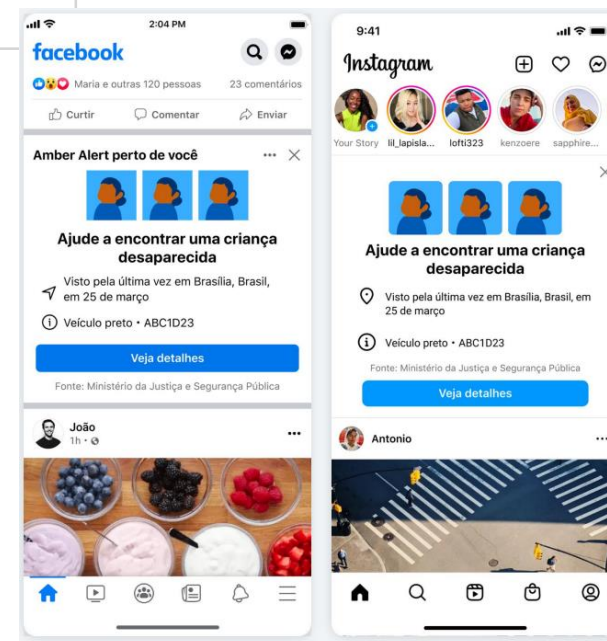 2:04 PM
facebook
Maria e outras 120 pessoas 23 comentários
Curtir Comentar Enviar
Amber Alert perto de você
Ajude a encontrar uma criança
desaparecida
Visto pela última vez em Brasília, Brasil,
em 25 de março
Veículo preto • ABC1D23
Veja detalhes
Fonte: Ministério da Justiça e Segurança Pública
João
1h
9:41
Instagram
Your Story lil_lapisla... lofti323 kenzoere sapphire...
Ajude a encontrar uma criança
desaparecida
Visto pela última vez em Brasília, Brasil, em
25 de março
Veículo preto • ABC1D23
Fonte: Ministério da Justiça e Segurança Pública
Veja detalhes
Antonio